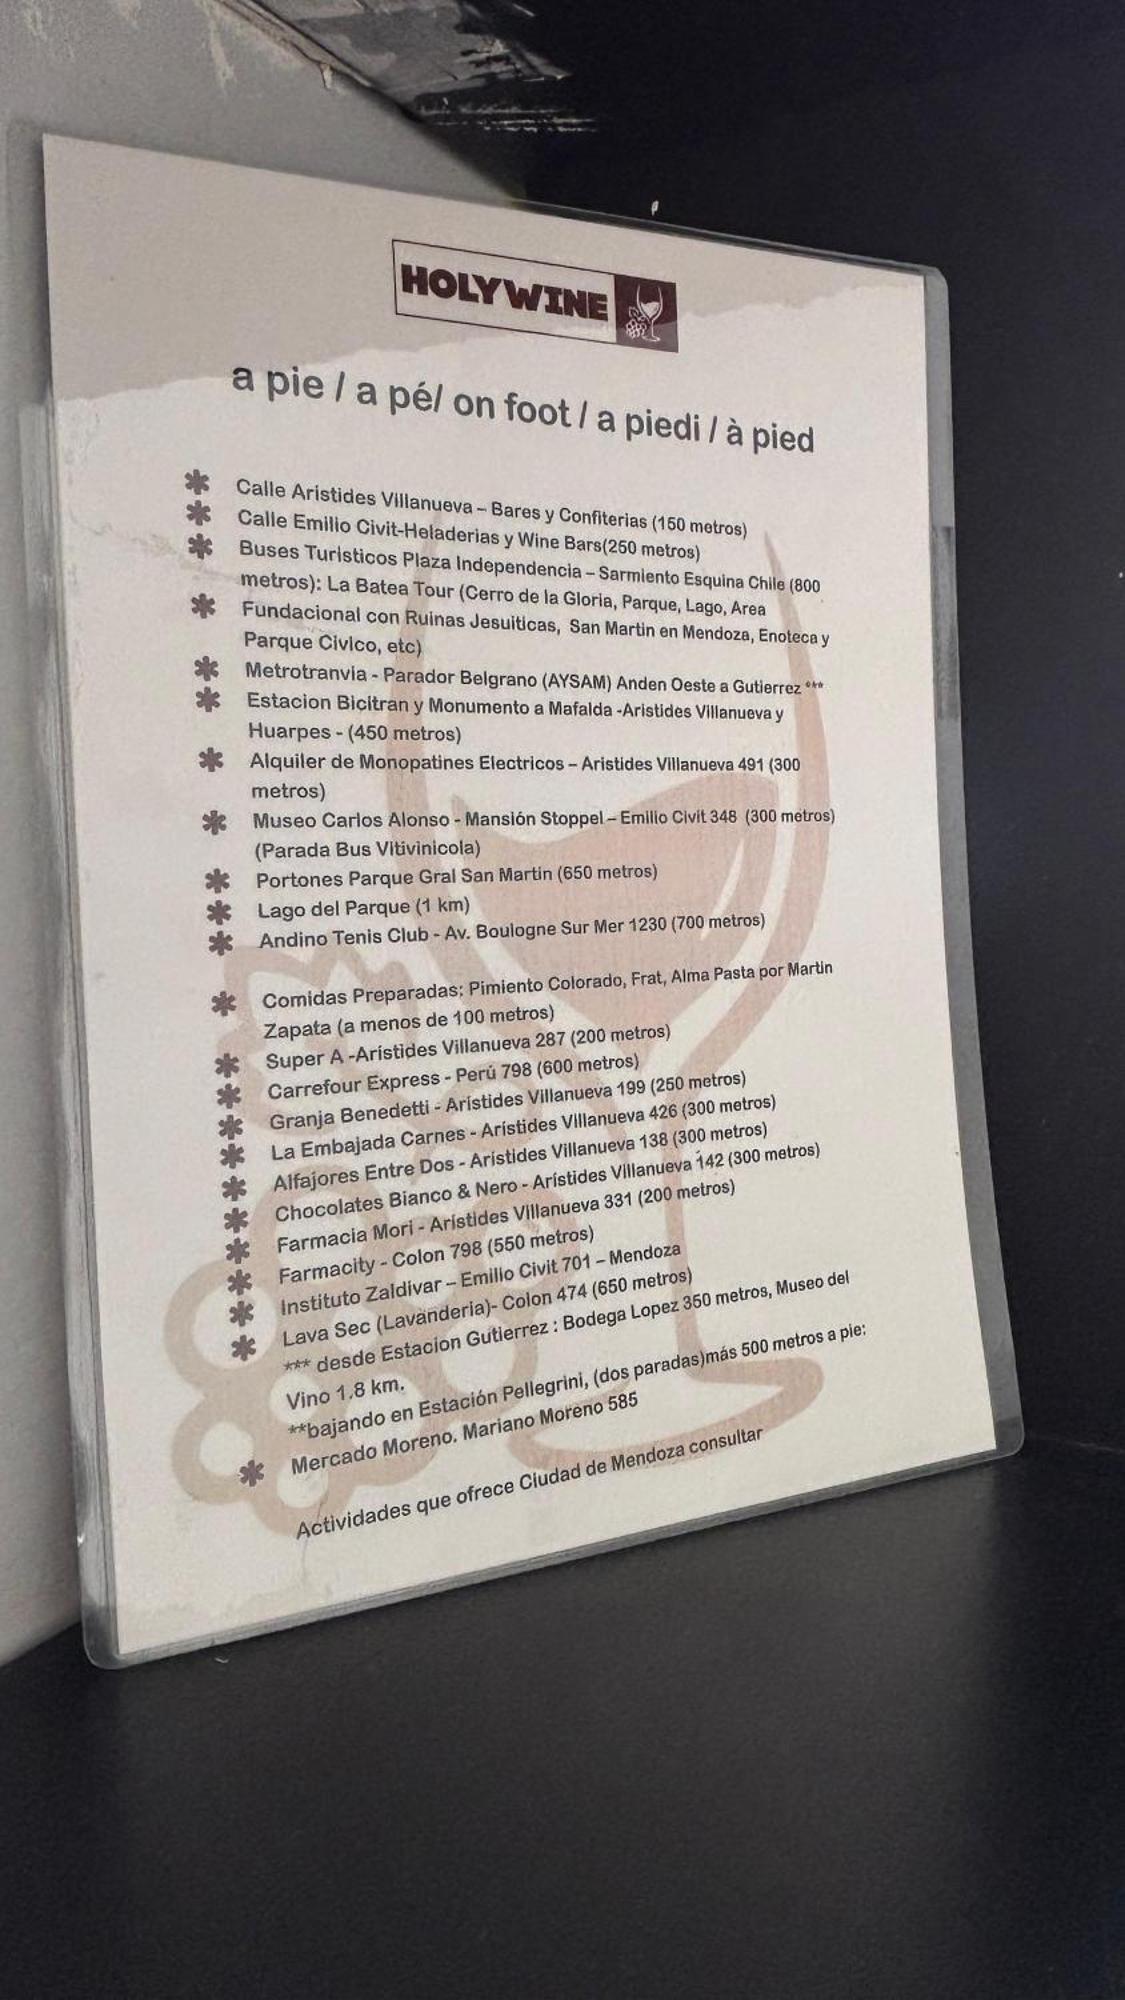 HOLYWINE
a pie / a pé/ on foot / a piedi / à pied
* Calle Aristides Villanueva – Bares y Confiterias (150 metros)
* Calle Emilio Civit-Heladerias y Wine Bars(250 metros)
* Buses Turisticos Plaza Independencia – Sarmiento Esquina Chile (800
metros): La Batea Tour (Cerro de la Gloria, Parque, Lago, Area
* Fundacional con Ruinas Jesuiticas, San Martin en Mendoza, Enoteca y
Parque Civico, etc)
* Metrotranvia - Parador Belgrano (AYSAM) Anden Oeste a Gutierrez ***
* Estacion Bicitran y Monumento a Mafalda -Aristides Villanueva y
Huarpes - (450 metros)
* Alquiler de Monopatines Electricos – Aristides Villanueva 491 (300
metros)
* Museo Carlos Alonso - Mansión Stoppel – Emilio Civit 348 (300 metros)
(Parada Bus Vitivinicola)
* Portones Parque Gral San Martin (650 metros)
* Lago del Parque (1 km)
* Andino Tenis Club - Av. Boulogne Sur Mer 1230 (700 metros)
* Comidas Preparadas: Pimiento Colorado, Frat, Alma Pasta por Martin
Zapata (a menos de 100 metros)
* Super A -Arístides Villanueva 287 (200 metros)
* Carrefour Express - Perú 798 (600 metros)
* Granja Benedetti - Arístides Villanueva 199 (250 metros)
* La Embajada Carnes - Arístides Villanueva 426 (300 metros)
* Alfajores Entre Dos - Arístides Villanueva 138 (300 metros)
* Chocolates Bianco & Nero - Arístides Villanueva 142 (300 metros)
* Farmacia Mori - Arístides Villanueva 331 (200 metros)
* Farmacity - Colon 798 (550 metros)
* Instituto Zaldivar – Emilio Civit 701 – Mendoza
* Lava Sec (Lavanderia)- Colon 474 (650 metros)
*** desde Estacion Gutierrez : Bodega Lopez 350 metros, Museo del
Vino 1,8 km.
**bajando en Estación Pellegrini, (dos paradas)más 500 metros a pie:
* Mercado Moreno. Mariano Moreno 585
Actividades que ofrece Ciudad de Mendoza consultar